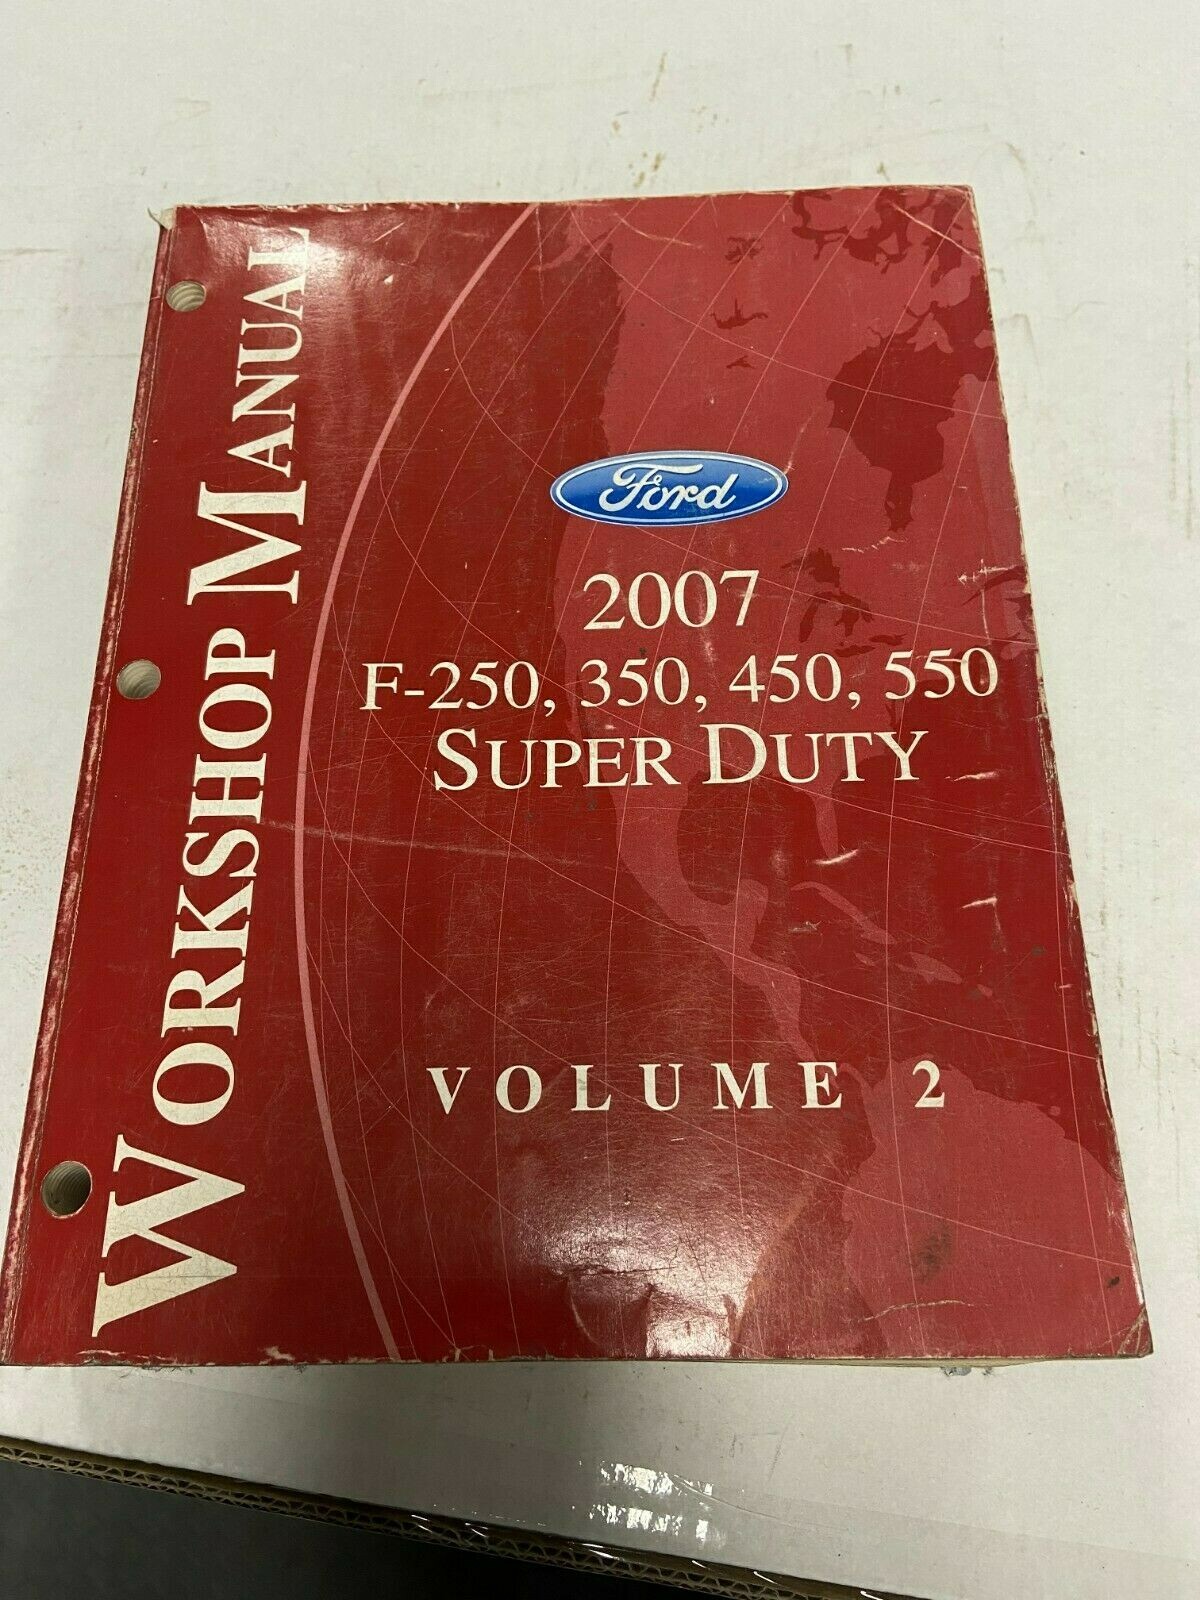 WORKSHOP MANUAL
Ford
2007
F-250, 350, 450, 550
SUPER DUTY
VOLUME 2